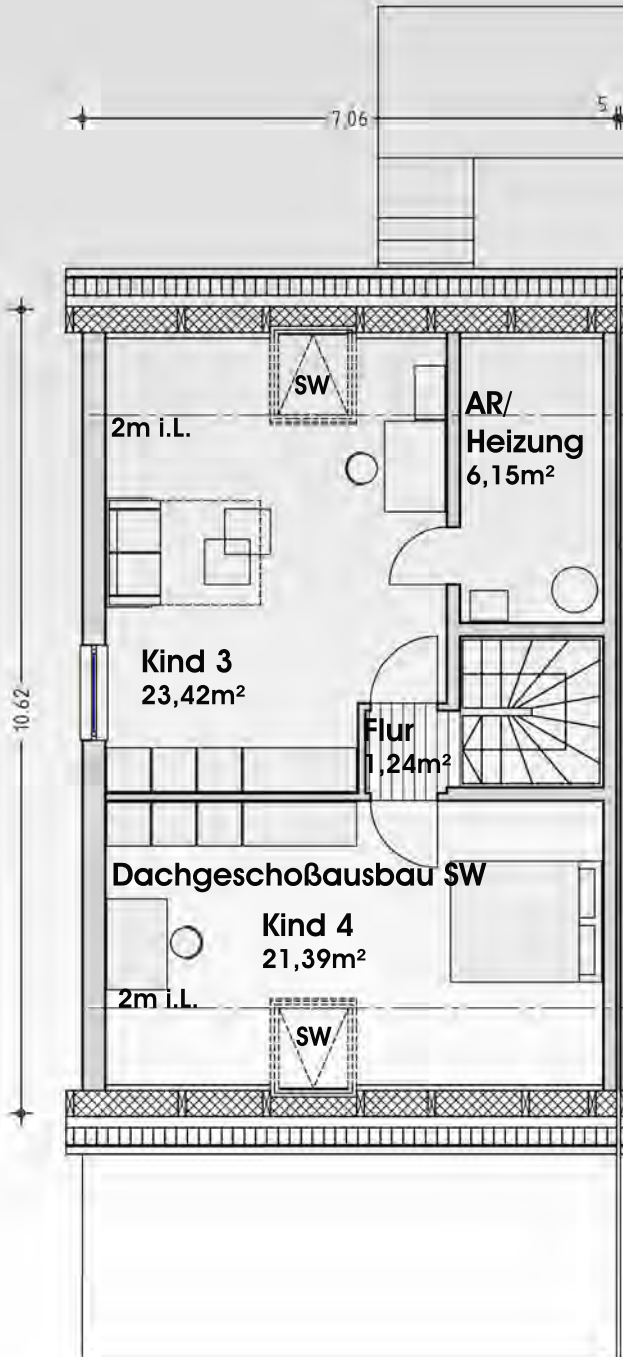 7,06
5
SW
2m i.L.
AR/
Heizung
6,15m²
Kind 3
23,42m²
10.62
Flur
1,24m²
Dachgeschoßausbau SW
Kind 4
21,39m²
2m i.L.
SW